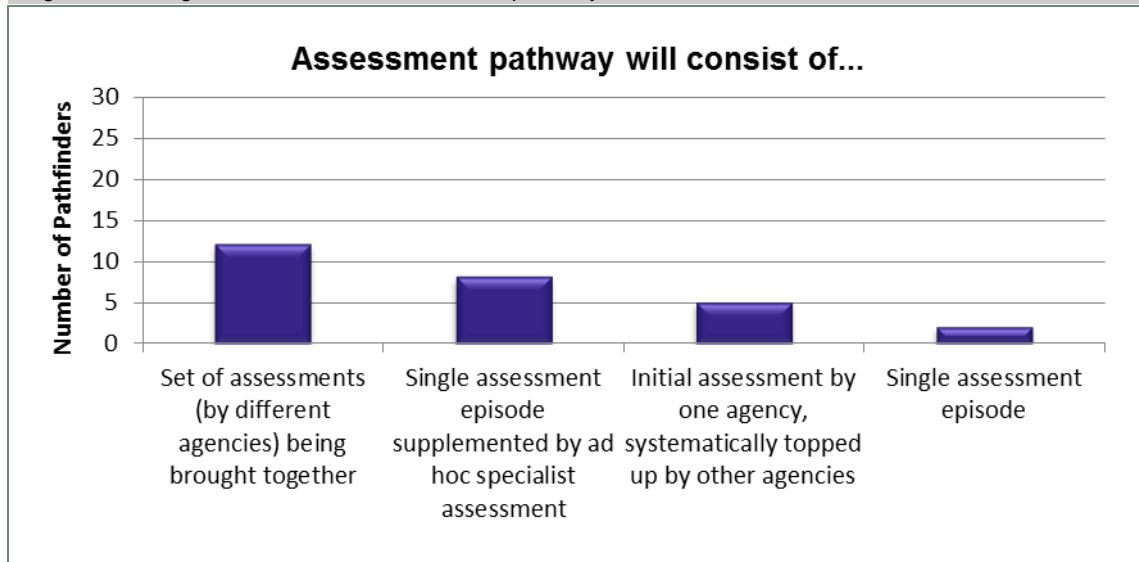 Assessment pathway will consist of...
Number of Pathfinders
30
25
20
15
10
5
0
Set of assessments
(by different
agencies) being
brought together
Single assessment
episode
supplemented by ad
hoc specialist
assessment
Initial assessment by
one agency,
systematically topped
up by other agencies
Single assessment
episode